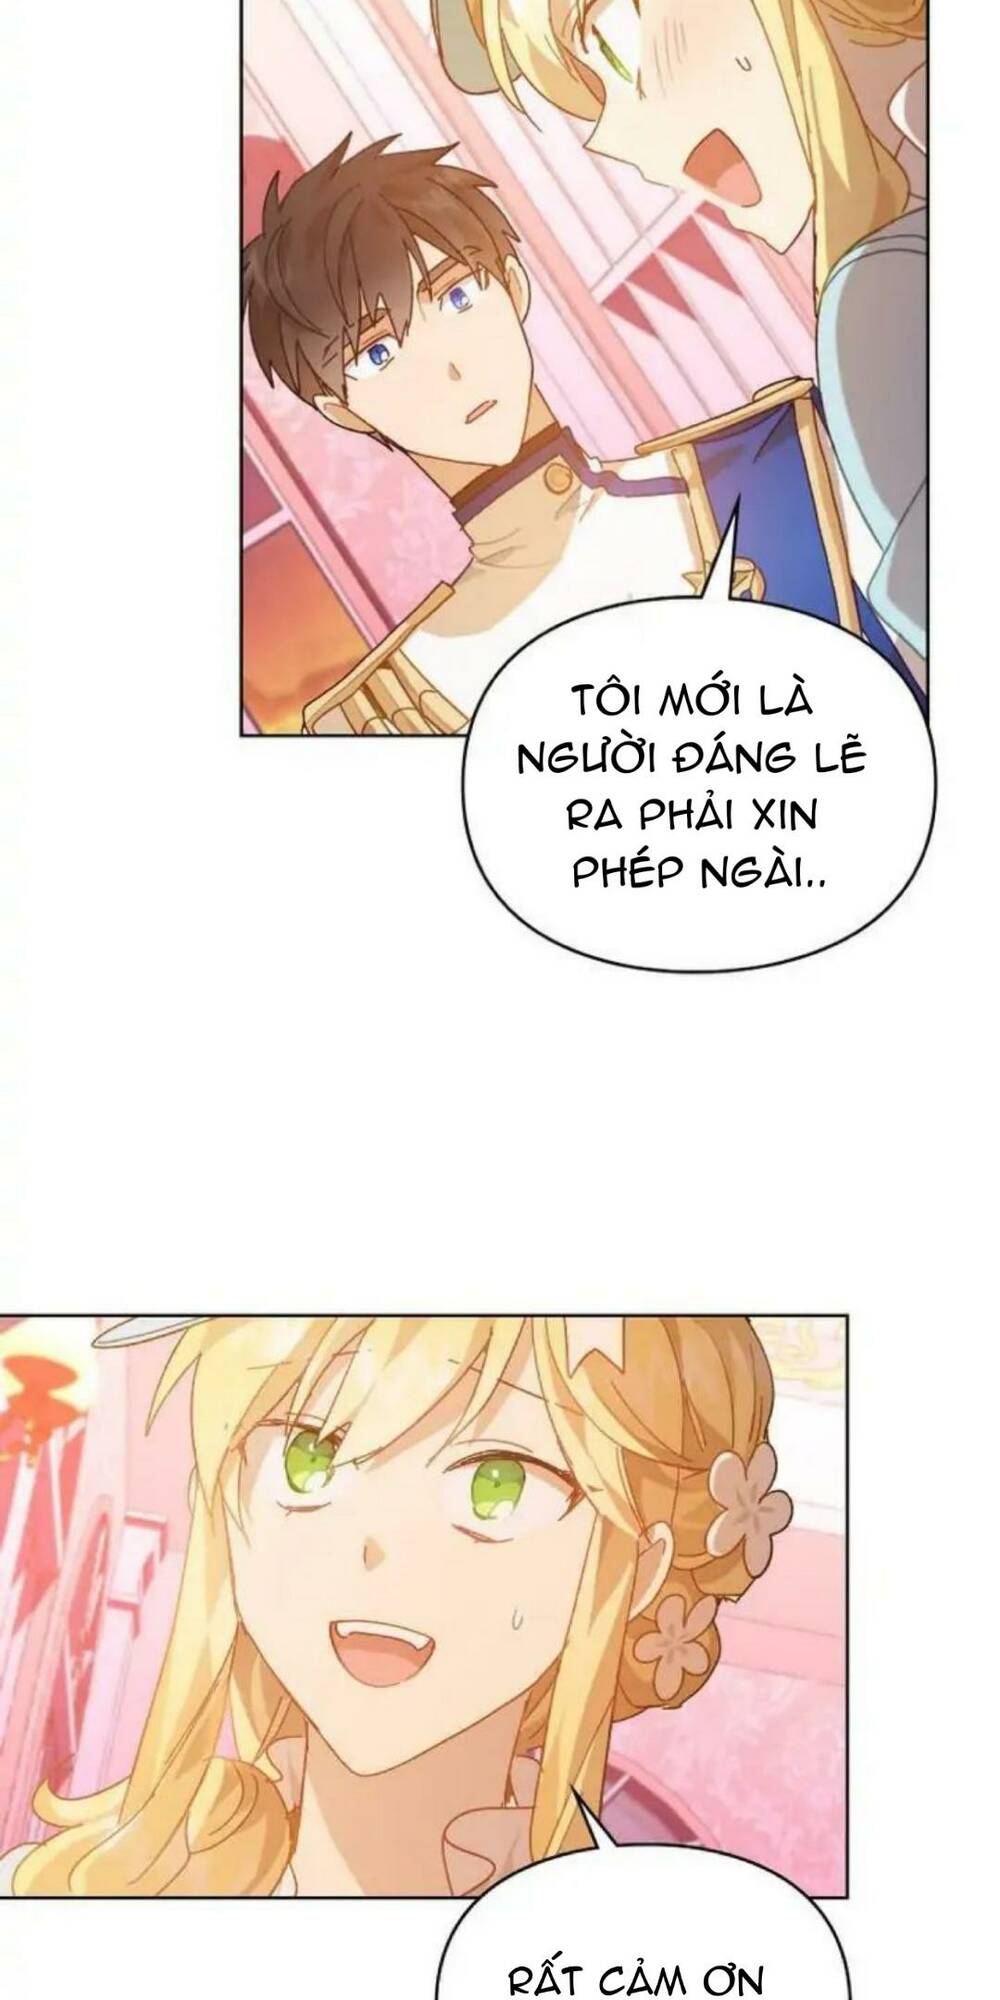 TÔI MỚI LÀ
NGƯỜI ĐÁNG LẼ
RA PHẢI XIN
PHÉP NGÀI..
RẤT CẢM ƠN